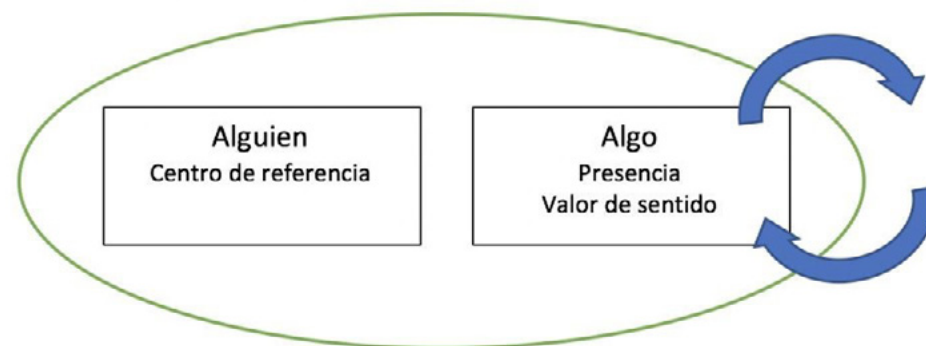 Alguien
Centro de referencia
Algo
Presencia
Valor de sentido